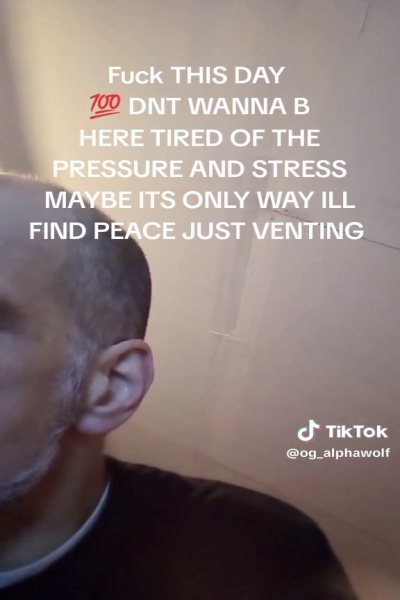 Fuck THIS DAY
💯 DNT WANNA B
HERE TIRED OF THE
PRESSURE AND STRESS
MAYBE ITS ONLY WAY ILL
FIND PEACE JUST VENTING
TikTok
@og_alphawolf